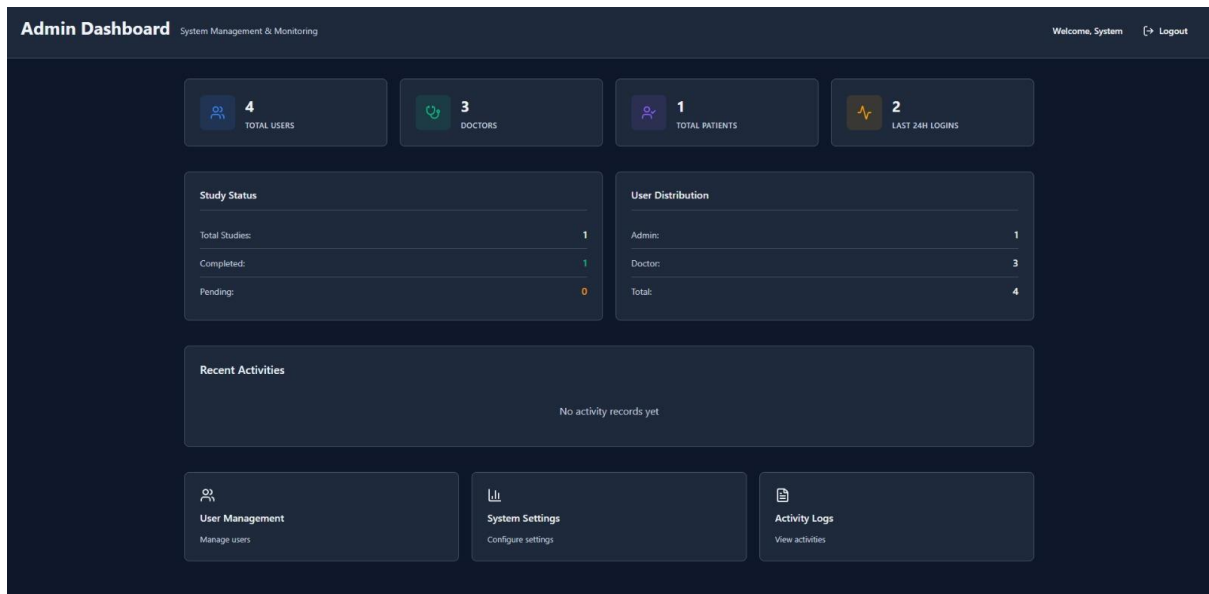 Admin Dashboard System Management & Monitoring Welcome, System Logout
4 3 1 2
TOTAL USERS DOCTORS TOTAL PATIENTS LAST 24H LOGINS
Study Status
Total Studies: 1
Completed: 1
Pending: 0
User Distribution
Admin: 1
Doctor: 3
Total: 4
Recent Activities
No activity records yet
User Management
Manage users
System Settings
Configure settings
Activity Logs
View activities